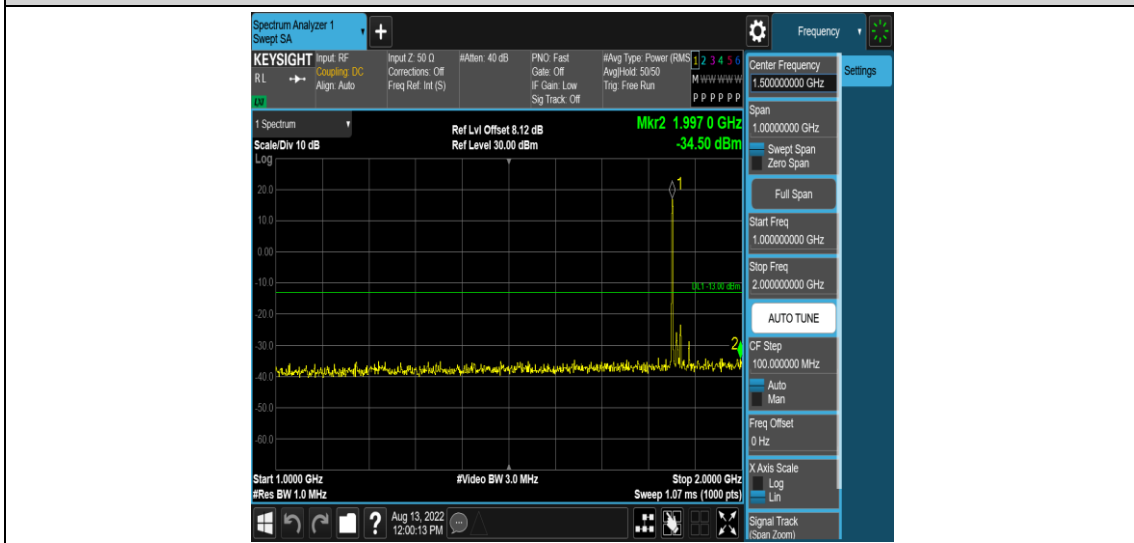 Spectrum Analyzer 1
Swept SA
+
Frequency
KEYSIGHT
RL
LXI
Input: RF
Coupling: DC
Align: Auto
Input Z: 50 Ω
Corrections: Off
Freq Ref: Int (S)
#Atten: 40 dB
PNO: Fast
Gate: Off
IF Gain: Low
Sig Track: Off
#Avg Type: Power (RMS
Avg|Hold: 50/50
Trig: Free Run
1 2 3 4 5 6
M W W W W W
P P P P P P
1 Spectrum
Scale/Div 10 dB
Log
Ref Lvl Offset 8.12 dB
Ref Level 30.00 dBm
Mkr2 1.997 0 GHz
-34.50 dBm
1
20.0
10.0
0.00
-10.0
DL1 -13.00 dBm
-20.0
-30.0
2
-40.0
-50.0
-60.0
Start 1.0000 GHz
#Res BW 1.0 MHz
#Video BW 3.0 MHz
Stop 2.0000 GHz
Sweep 1.07 ms (1000 pts)
?
Aug 13, 2022
12:00:13 PM
Center Frequency
1.500000000 GHz
Settings
Span
1.00000000 GHz
Swept Span
Zero Span
Full Span
Start Freq
1.000000000 GHz
Stop Freq
2.000000000 GHz
AUTO TUNE
CF Step
100.000000 MHz
Auto
Man
Freq Offset
0 Hz
X Axis Scale
Log
Lin
Signal Track
(Span Zoom)